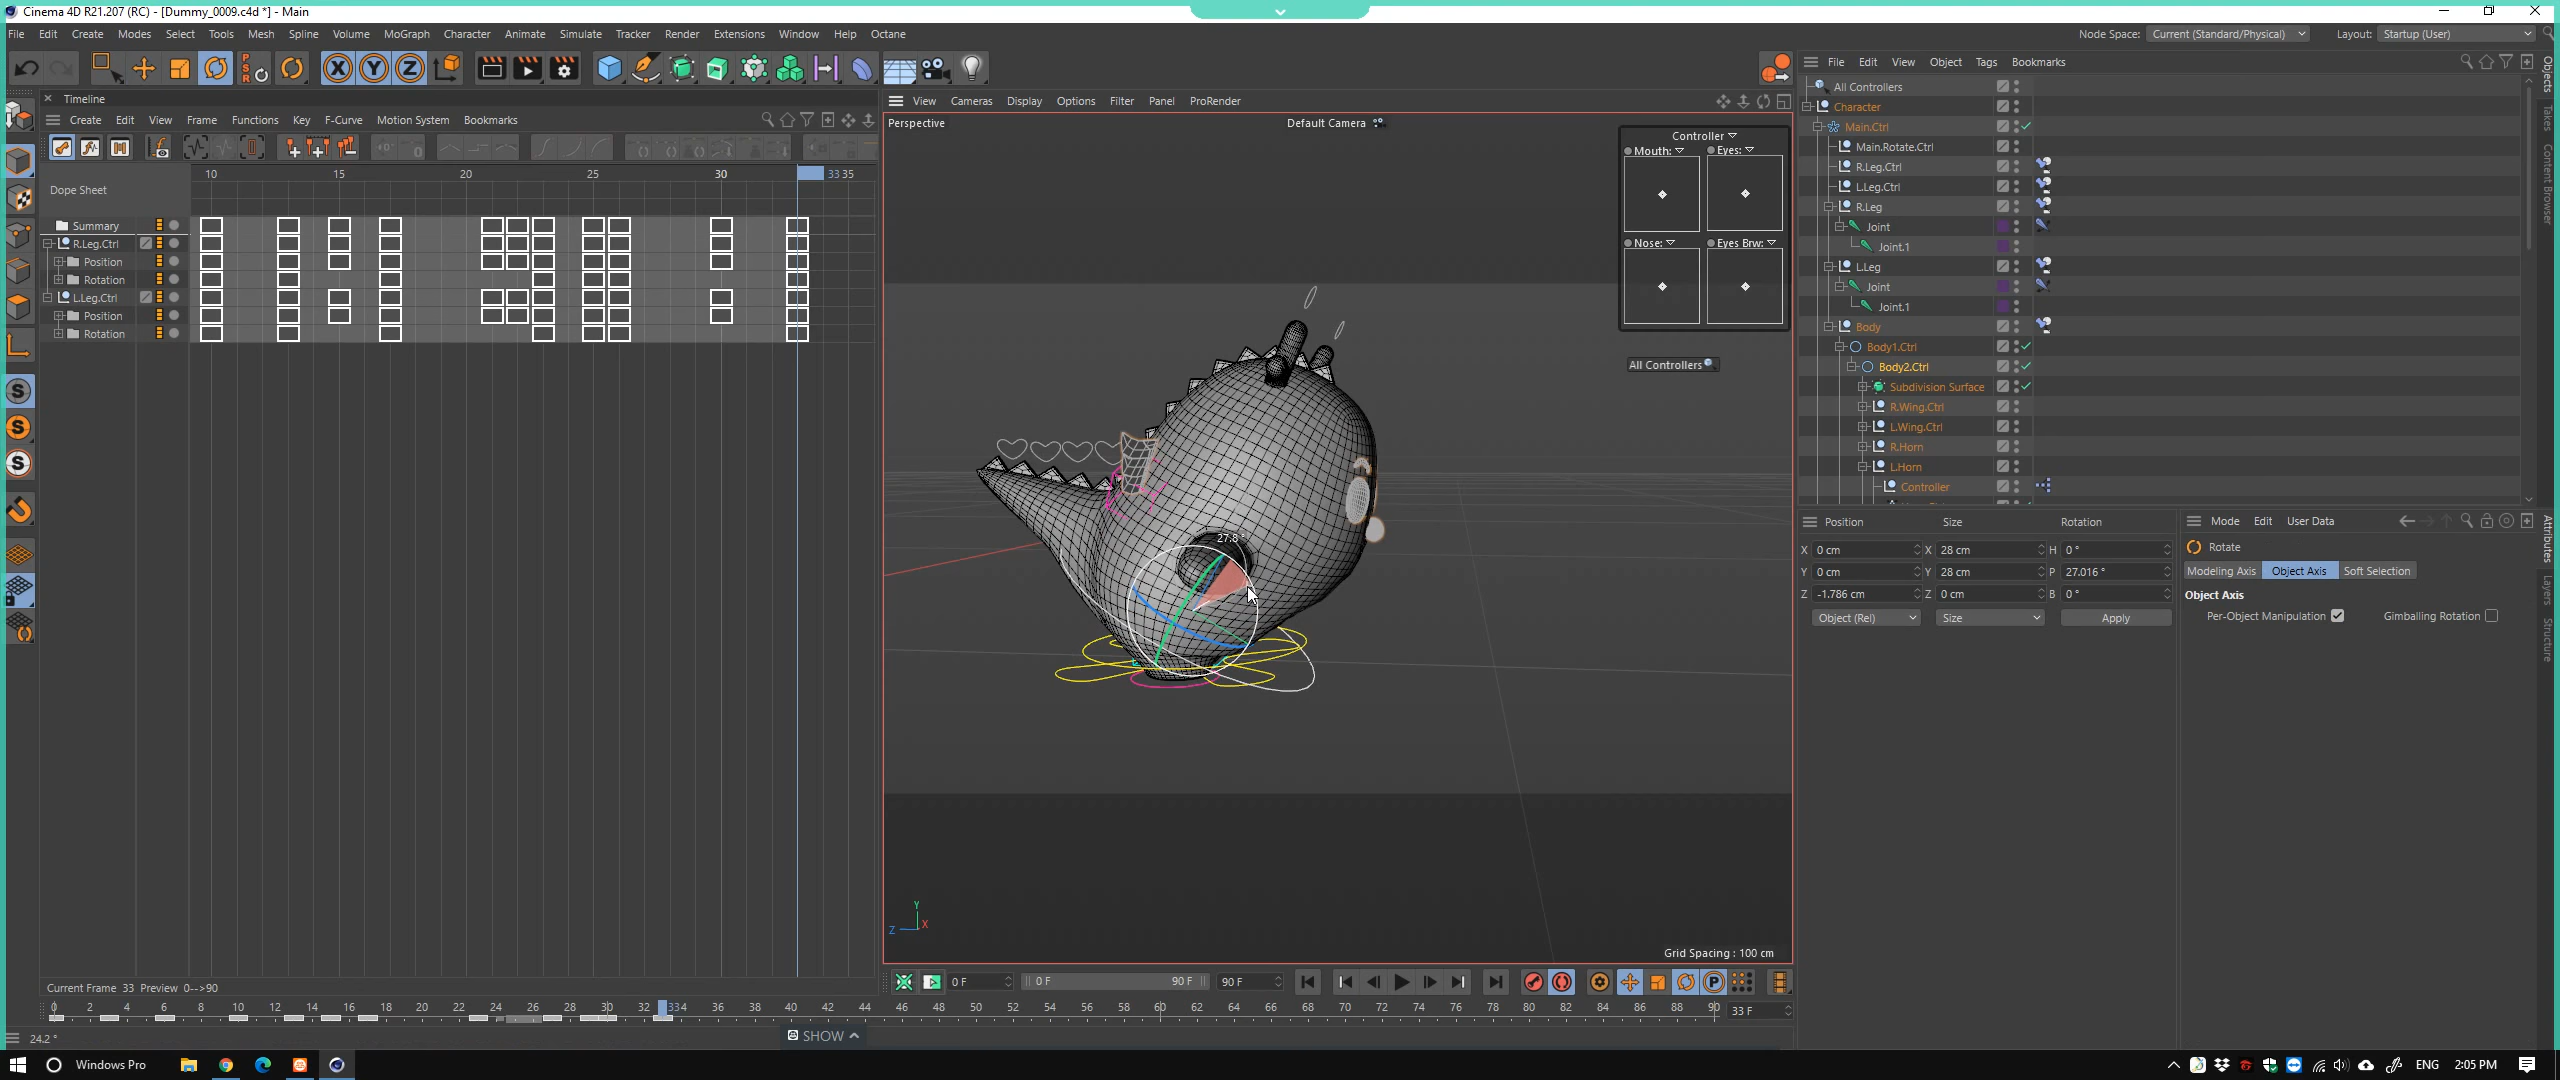 Cinema 4D R21.207 (RC) - [Dummy_0009.c4d *] - Main
File Edit Create Modes Select Tools Mesh Spline Volume MoGraph Character Animate Simulate Tracker Render Extensions Window Help Octane
Node Space: Current (Standard/Physical) Layout: Startup (User)
Timeline
Create Edit View Frame Functions Key F-Curve Motion System Bookmarks
Dope Sheet
10 15 20 25 30 33 35
Summary
R.Leg.Ctrl
Position
Rotation
L.Leg.Ctrl
Position
Rotation
View Cameras Display Options Filter Panel ProRender
Perspective
Default Camera
Controller
Mouth: Eyes:
Nose: Eyes Brw:
All Controllers
27.8 °
Y
Z X
Grid Spacing : 100 cm
File Edit View Object Tags Bookmarks
All Controllers
Character
Main.Ctrl
Main.Rotate.Ctrl
R.Leg.Ctrl
L.Leg.Ctrl
R.Leg
Joint
Joint.1
L.Leg
Joint
Joint.1
Body
Body1.Ctrl
Body2.Ctrl
Subdivision Surface
R.Wing.Ctrl
L.Wing.Ctrl
R.Horn
L.Horn
Controller
Objects
Takes
Content Browser
Attributes
Layers
Structure
Position Size Rotation
X 0 cm X 28 cm H 0 °
Y 0 cm Y 28 cm P 27.016 °
Z -1.786 cm Z 0 cm B 0 °
Object (Rel) Size Apply
Mode Edit User Data
Rotate
Modeling Axis Object Axis Soft Selection
Object Axis
Per-Object Manipulation Gimballing Rotation
Current Frame 33 Preview 0-->90
0 F 0 F 90 F 90 F
0 2 4 6 8 10 12 14 16 18 20 22 24 26 28 30 32 334 36 38 40 42 44 46 48 50 52 54 56 58 60 62 64 66 68 70 72 74 76 78 80 82 84 86 88 90 33 F
24.2 °
SHOW
Windows Pro
ENG 2:05 PM